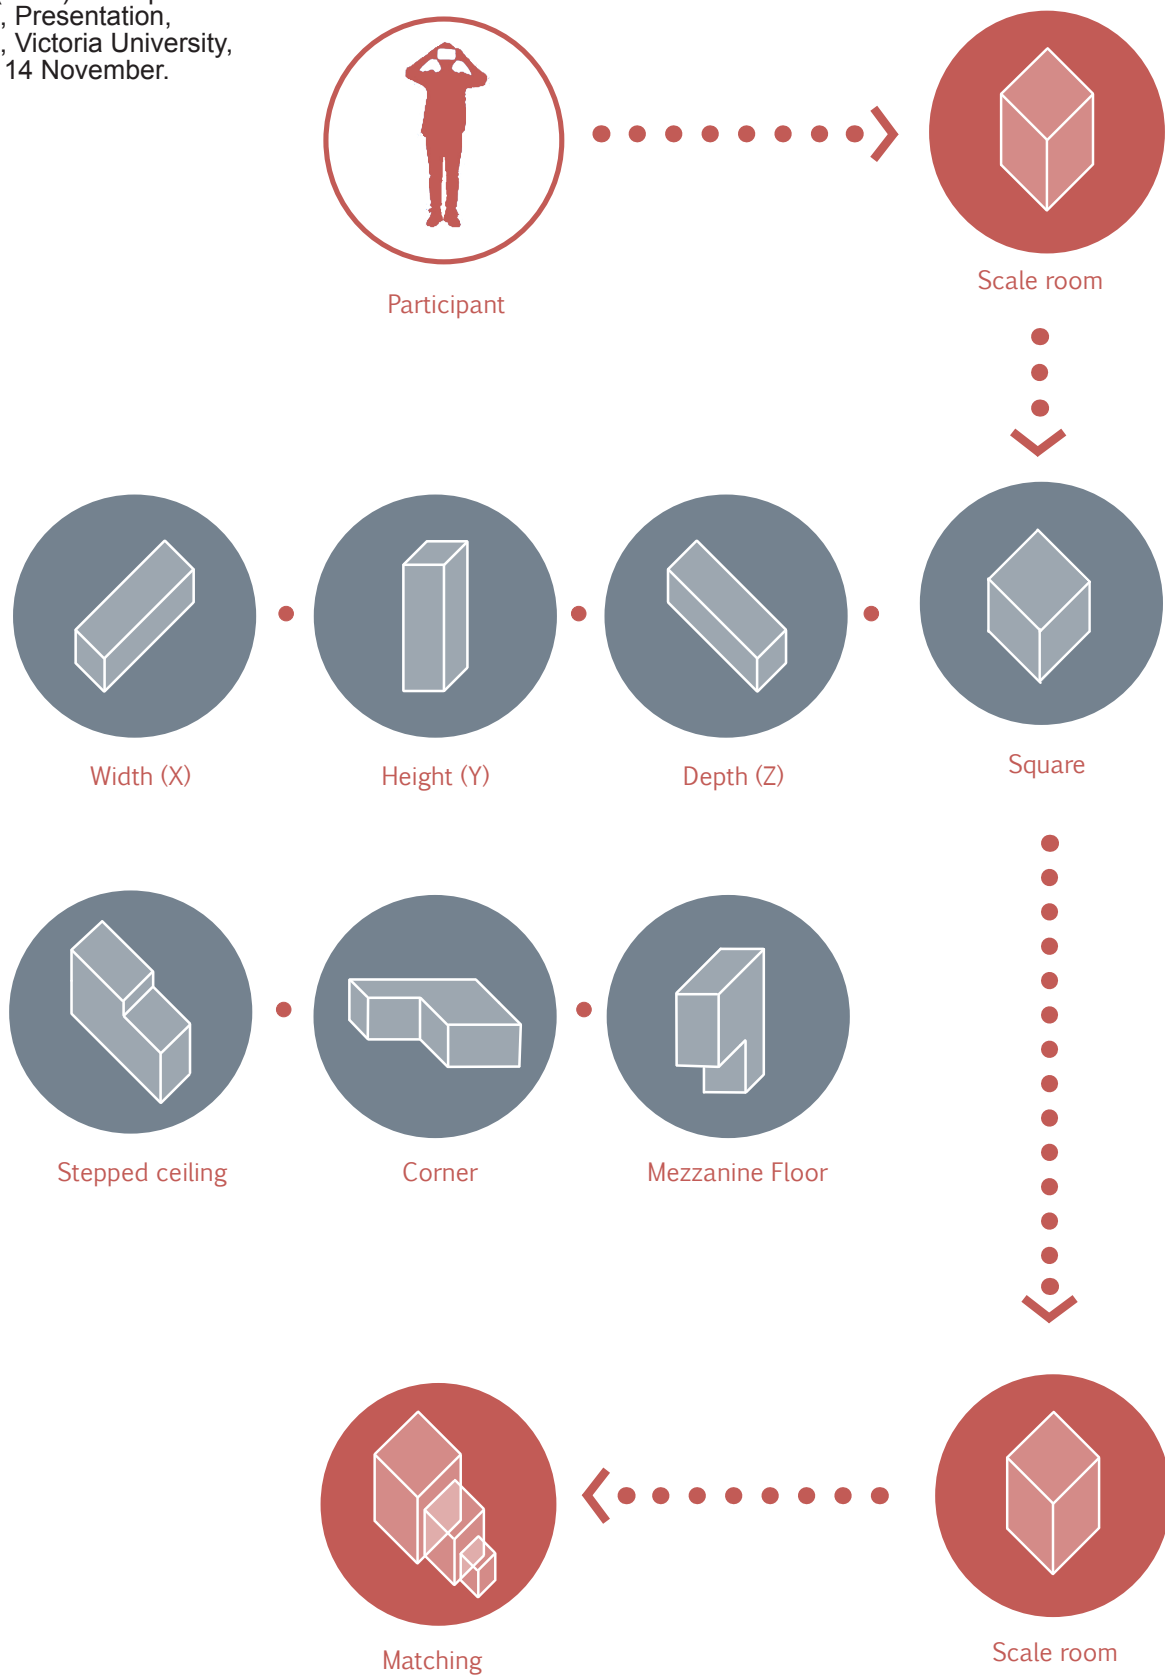 , Presentation,
, Victoria University,
14 November.
Participant
Scale room
Width (X)
Height (Y)
Depth (Z)
Square
Stepped ceiling
Corner
Mezzanine Floor
Matching
Scale room